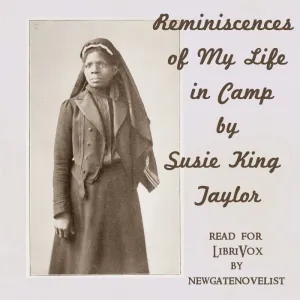 Reminiscences
of My Life
in Camp
by
Susie King
Taylor
READ FOR
LIBRIVOX
BY
NEWGATENOVELIST